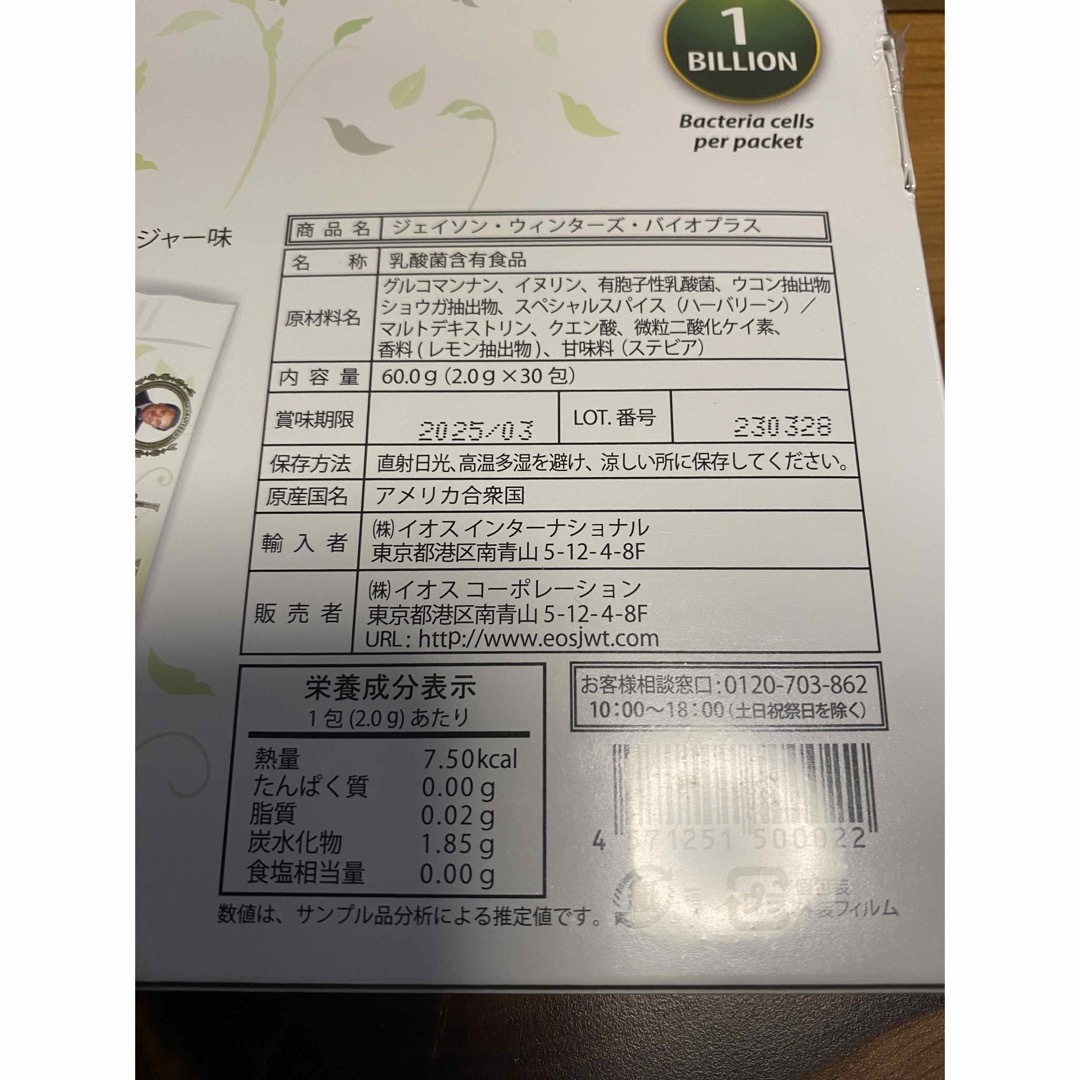 1
BILLION
Bacteria cells
per packet
ジャー味
商品名 ジェイソン・ウィンターズ・バイオプラス
名 称 乳酸菌含有食品
原材料名 グルコマンナン、イヌリン、有胞子性乳酸菌、ウコン抽出物
ショウガ抽出物、スペシャルスパイス（ハーバリーン）／
マルトデキストリン、クエン酸、微粒二酸化ケイ素、
香料(レモン抽出物)、甘味料（ステビア）
内容量 60.0g（2.0g×30包）
賞味期限 2025/03 LOT.番号 230328
保存方法 直射日光、高温多湿を避け、涼しい所に保存してください。
原産国名 アメリカ合衆国
輸入者 ㈱イオス インターナショナル
東京都港区南青山5-12-4-8F
販売者 ㈱イオス コーポレーション
東京都港区南青山5-12-4-8F
URL: http://www.eosjwt.com
栄養成分表示
1包(2.0g)あたり
熱量 7.50kcal
たんぱく質 0.00g
脂質 0.02g
炭水化物 1.85g
食塩相当量 0.00g
数値は、サンプル品分析による推定値です。
お客様相談窓口:0120-703-862
10:00〜18:00(土日祝祭日を除く)
4 571251 500022
プラ
個包装
外装フィルム